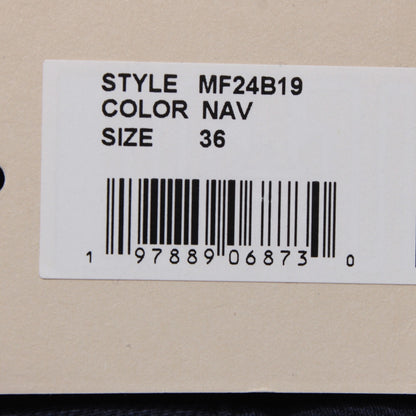 STYLE MF24B19
COLOR NAV
SIZE 36
1 97889 06873 0